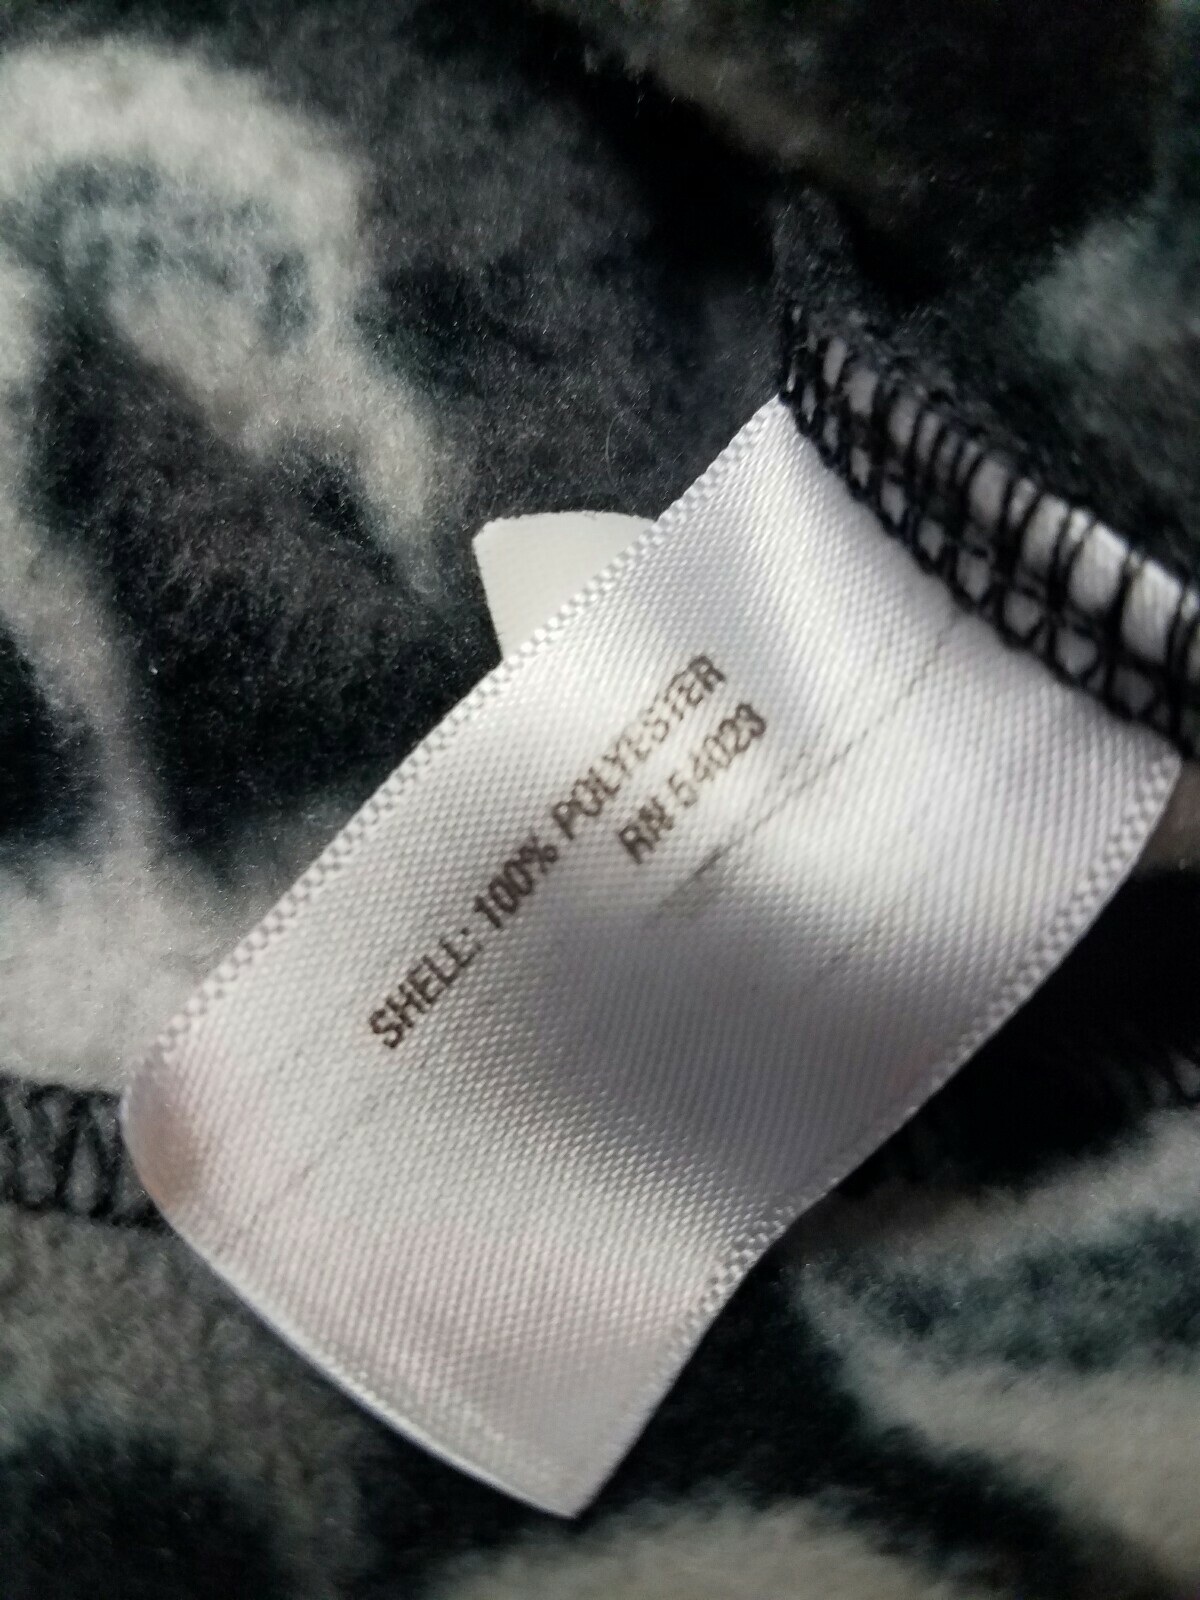 SHELL: 100% POLYESTER
RN 54023